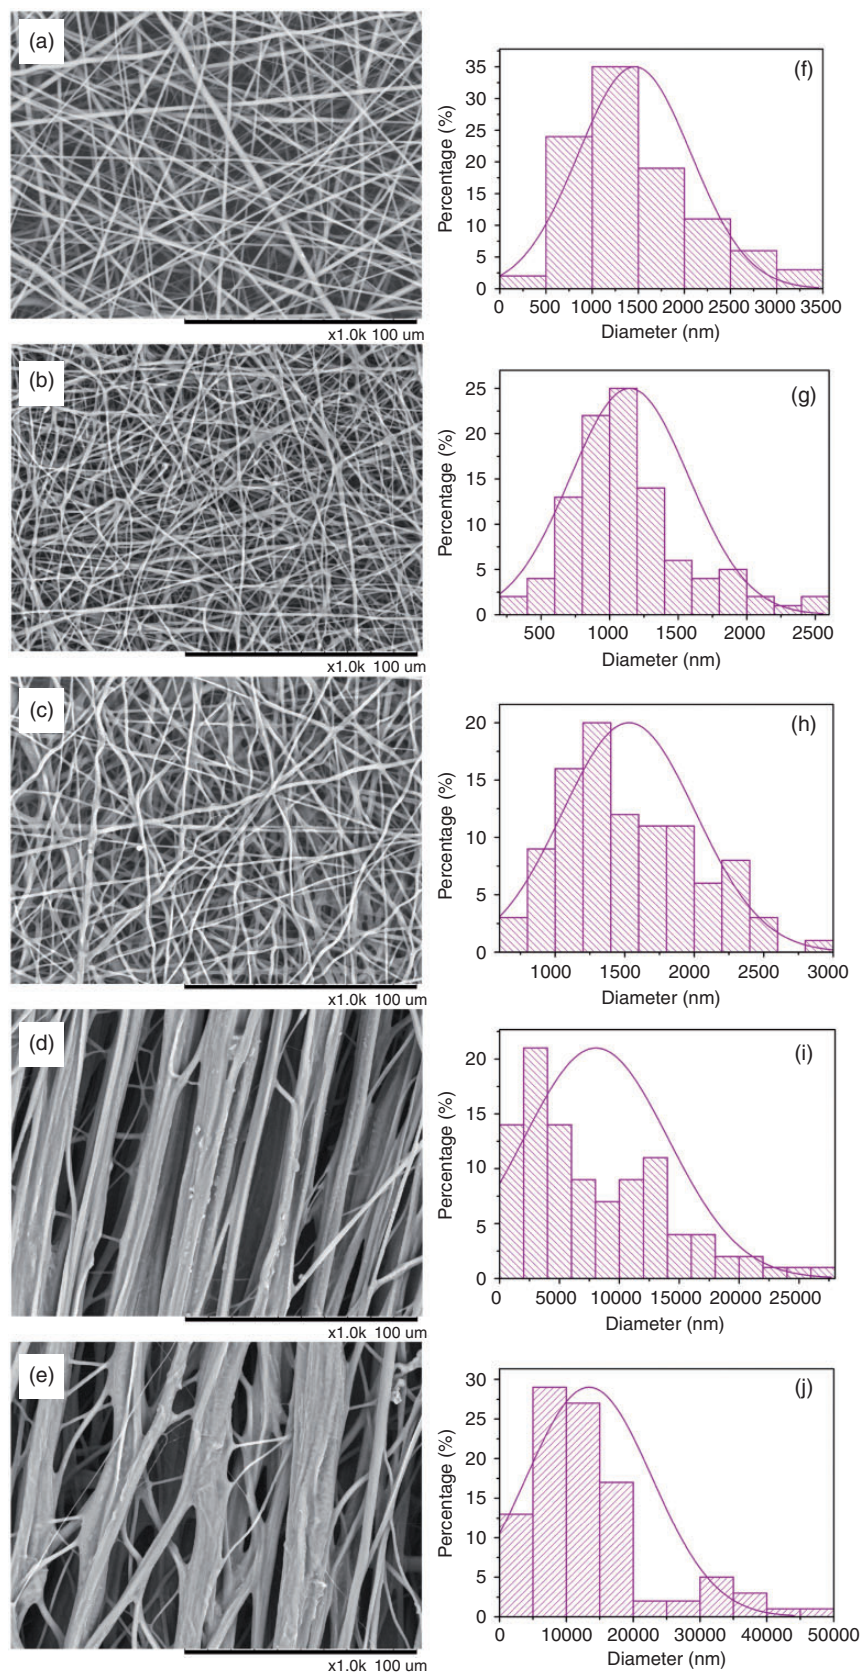 (a)
x1.0k 100 um
(b)
x1.0k 100 um
(c)
x1.0k 100 um
(d)
x1.0k 100 um
(e)
x1.0k 100 um
(f)
Percentage (%)
35
30
25
20
15
10
5
0
0 500 1000 1500 2000 2500 3000 3500
Diameter (nm)
(g)
Percentage (%)
25
20
15
10
5
0
500 1000 1500 2000 2500
Diameter (nm)
(h)
Percentage (%)
20
15
10
5
0
1000 1500 2000 2500 3000
Diameter (nm)
(i)
Percentage (%)
20
15
10
5
0
0 5000 10000 15000 20000 25000
Diameter (nm)
(j)
Percentage (%)
30
25
20
15
10
5
0
0 10000 20000 30000 40000 50000
Diameter (nm)